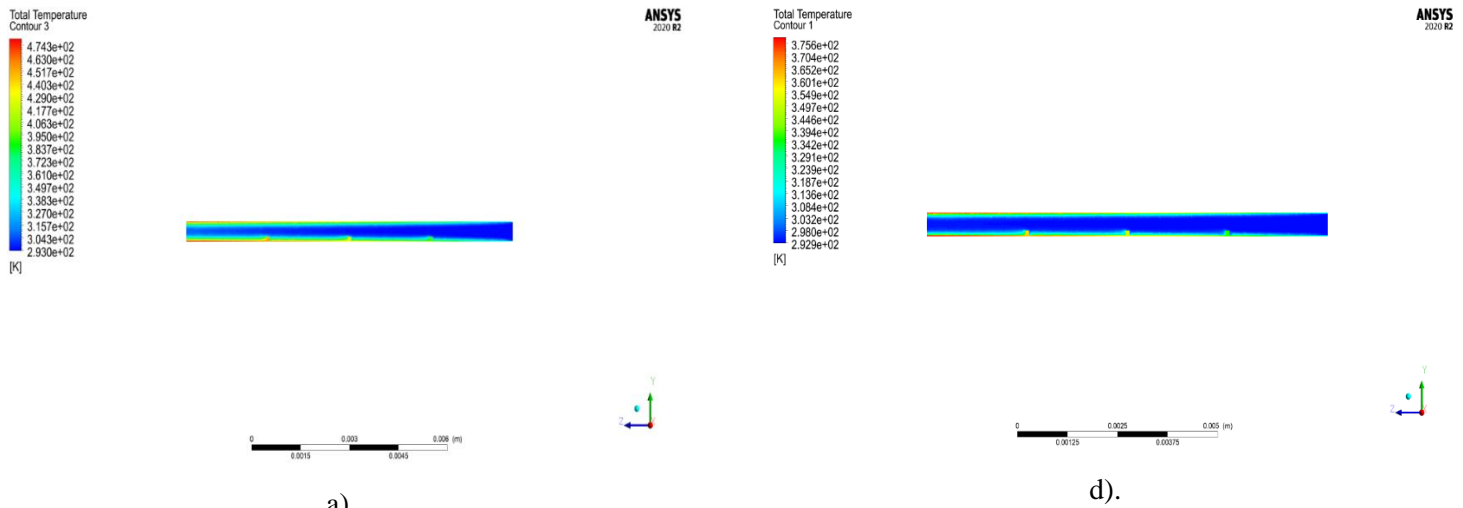 Total Temperature
Contour 3
4.743e+02
4.630e+02
4.517e+02
4.403e+02
4.290e+02
4.177e+02
4.063e+02
3.950e+02
3.837e+02
3.723e+02
3.610e+02
3.497e+02
3.383e+02
3.270e+02
3.157e+02
3.043e+02
2.930e+02
[K]
ANSYS
2020 R2
Y
Z
0 0.003 0.006 (m)
0.0015 0.0045
a)
Total Temperature
Contour 1
3.756e+02
3.704e+02
3.652e+02
3.601e+02
3.549e+02
3.497e+02
3.446e+02
3.394e+02
3.342e+02
3.291e+02
3.239e+02
3.187e+02
3.136e+02
3.084e+02
3.032e+02
2.980e+02
2.929e+02
[K]
ANSYS
2020 R2
Y
Z
0 0.0025 0.005 (m)
0.00125 0.00375
d).